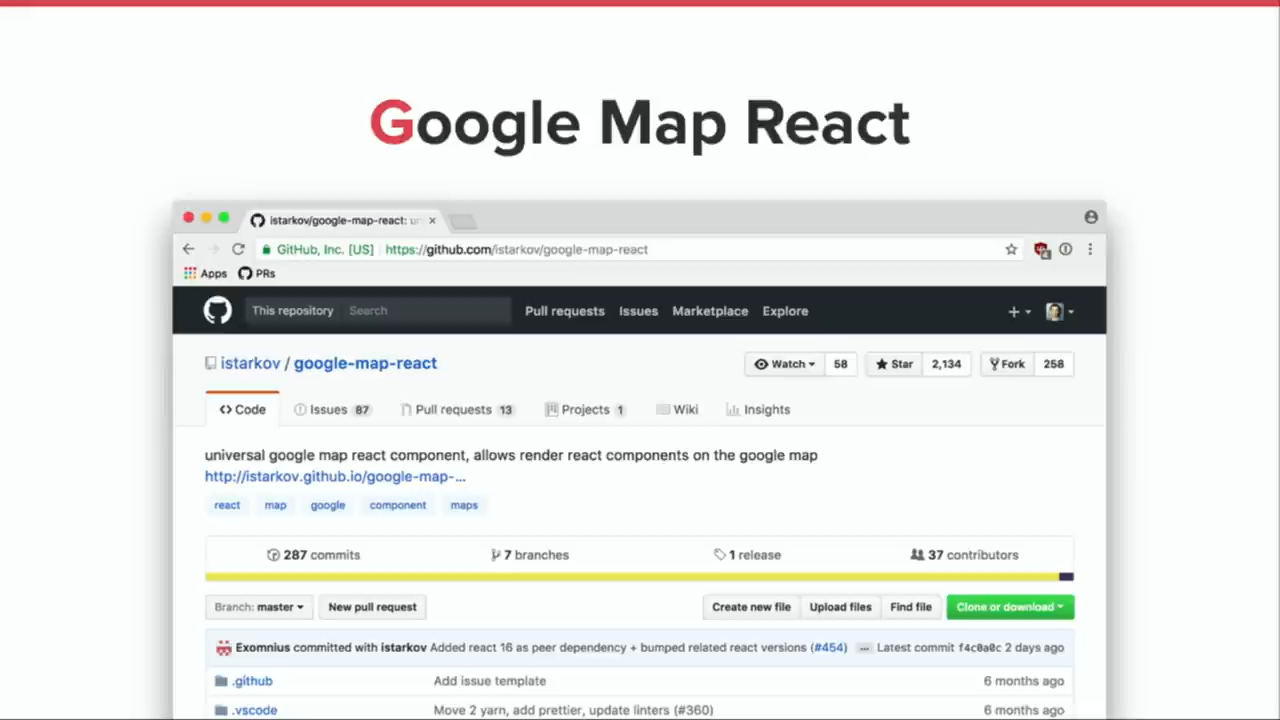 Google Map React
istarkov/google-map-react: un
GitHub, Inc. [US] https://github.com/istarkov/google-map-react
Apps PRs
This repository Search Pull requests Issues Marketplace Explore
istarkov / google-map-react Watch 58 Star 2,134 Fork 258
Code Issues 87 Pull requests 13 Projects 1 Wiki Insights
universal google map react component, allows render react components on the google map
http://istarkov.github.io/google-map-...
react map google component maps
287 commits 7 branches 1 release 37 contributors
Branch: master New pull request Create new file Upload files Find file Clone or download
Exomnius committed with istarkov Added react 16 as peer dependency + bumped related react versions (#454) ... Latest commit f4c0a0c 2 days ago
.github Add issue template 6 months ago
.vscode Move 2 yarn, add prettier, update linters (#360) 6 months ago